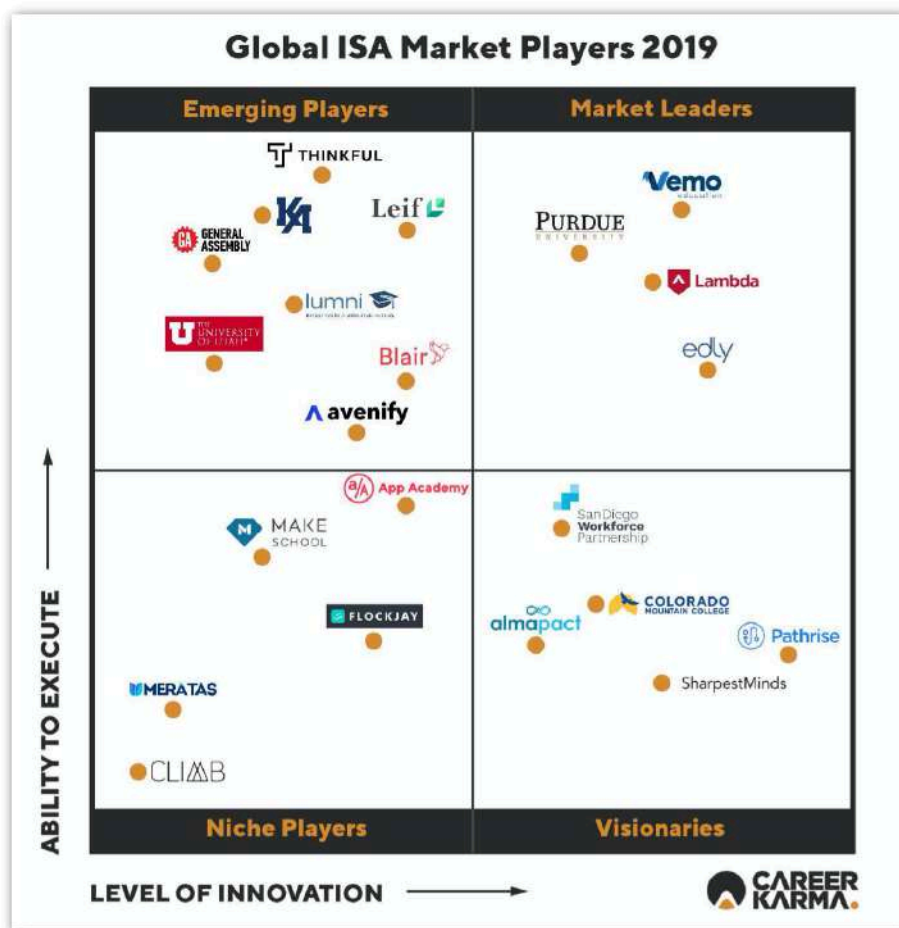 Global ISA Market Players 2019
Emerging Players
Market Leaders
THINKFUL
KA
Leif
GENERAL
ASSEMBLY
lumni
THE
UNIVERSITY
OF UTAH
Blair
avenify
Vemo
education
PURDUE
UNIVERSITY
Lambda
edly
a/A App Academy
MAKE
SCHOOL
FLOCKJAY
MERATAS
CLIMB
San Diego
Workforce
Partnership
COLORADO
MOUNTAIN COLLEGE
almapact
Pathrise
SharpestMinds
Niche Players
Visionaries
ABILITY TO EXECUTE
LEVEL OF INNOVATION
CAREER
KARMA.